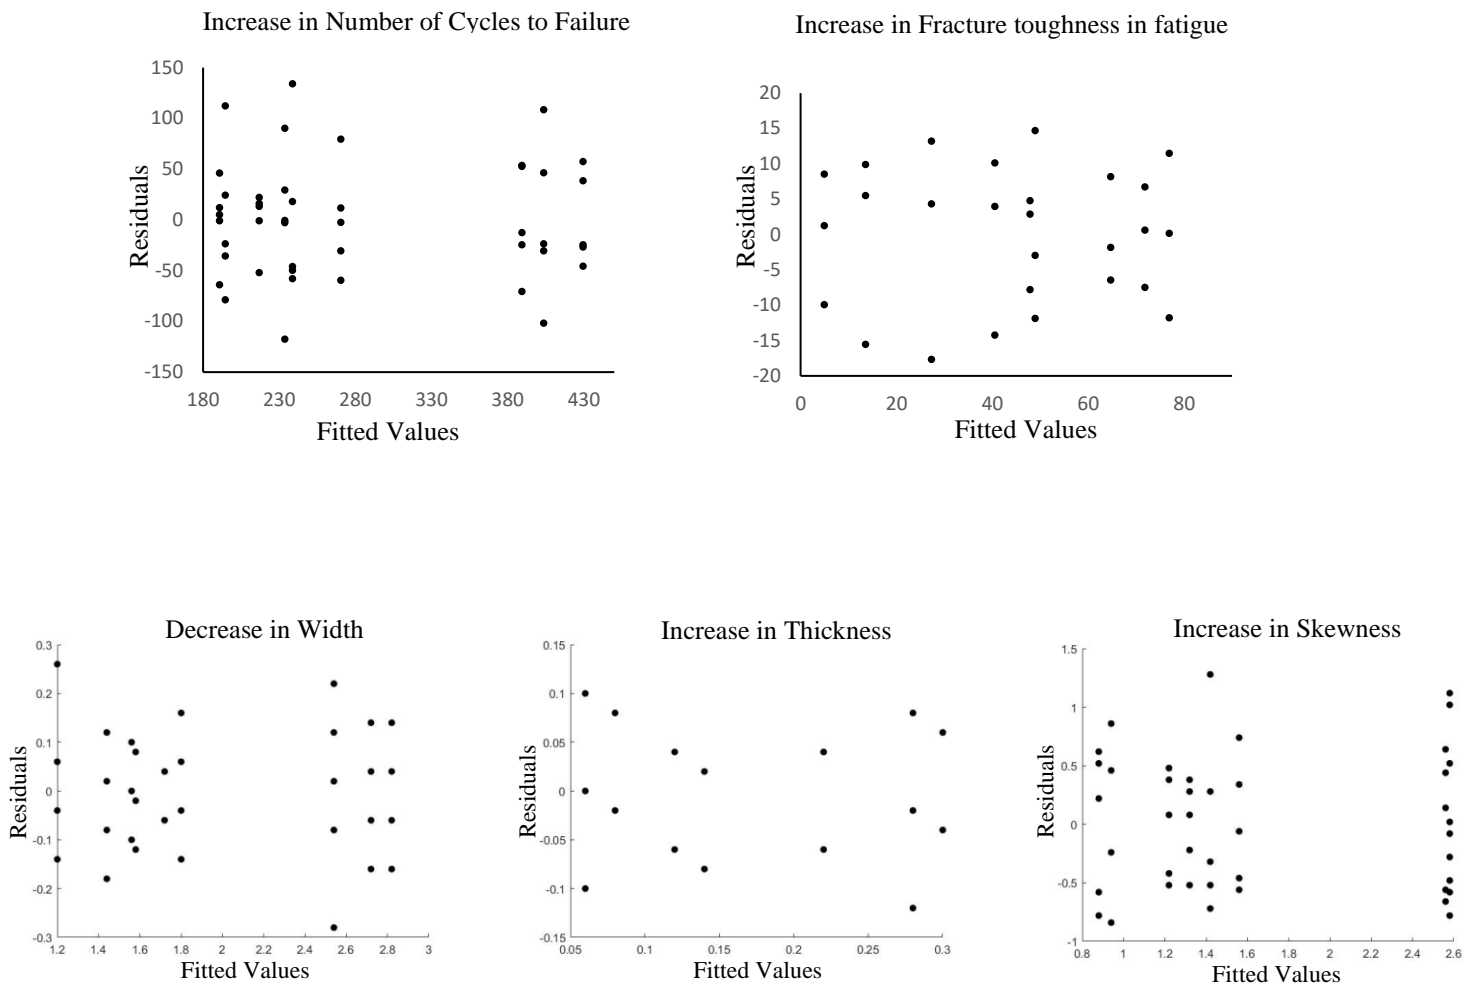 Increase in Number of Cycles to Failure
150
100
50
0
-50
-100
-150
Residuals
180 230 280 330 380 430
Fitted Values
Increase in Fracture toughness in fatigue
20
15
10
5
0
-5
-10
-15
-20
Residuals
0 20 40 60 80
Fitted Values
Decrease in Width
0.3
0.2
0.1
0
-0.1
-0.2
-0.3
Residuals
1.2 1.4 1.6 1.8 2 2.2 2.4 2.6 2.8 3
Fitted Values
Increase in Thickness
0.15
0.1
0.05
0
-0.05
-0.1
-0.15
Residuals
0.05 0.1 0.15 0.2 0.25 0.3
Fitted Values
Increase in Skewness
1.5
1
0.5
0
-0.5
-1
Residuals
0.8 1 1.2 1.4 1.6 1.8 2 2.2 2.4 2.6
Fitted Values